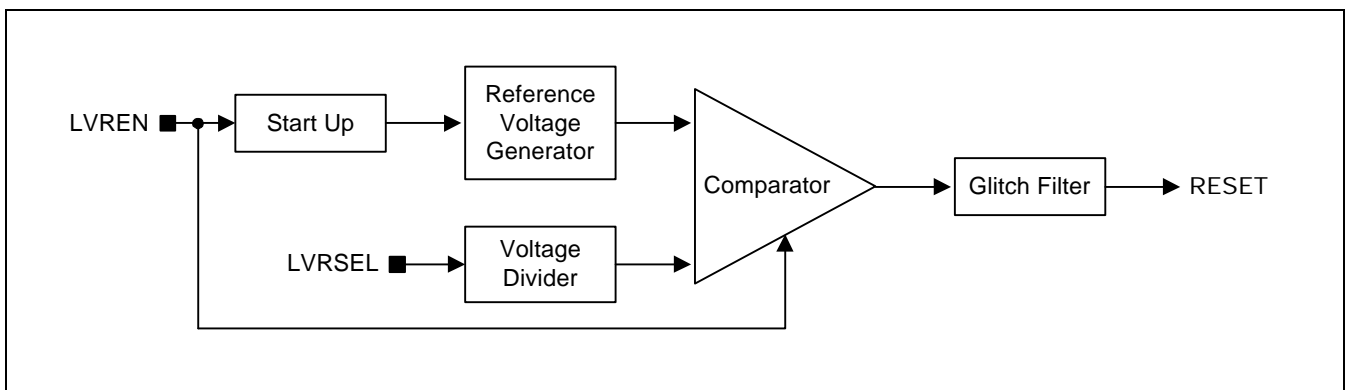 LVREN
Start Up
Reference
Voltage
Generator
Comparator
Glitch Filter
RESET
LVRSEL
Voltage
Divider